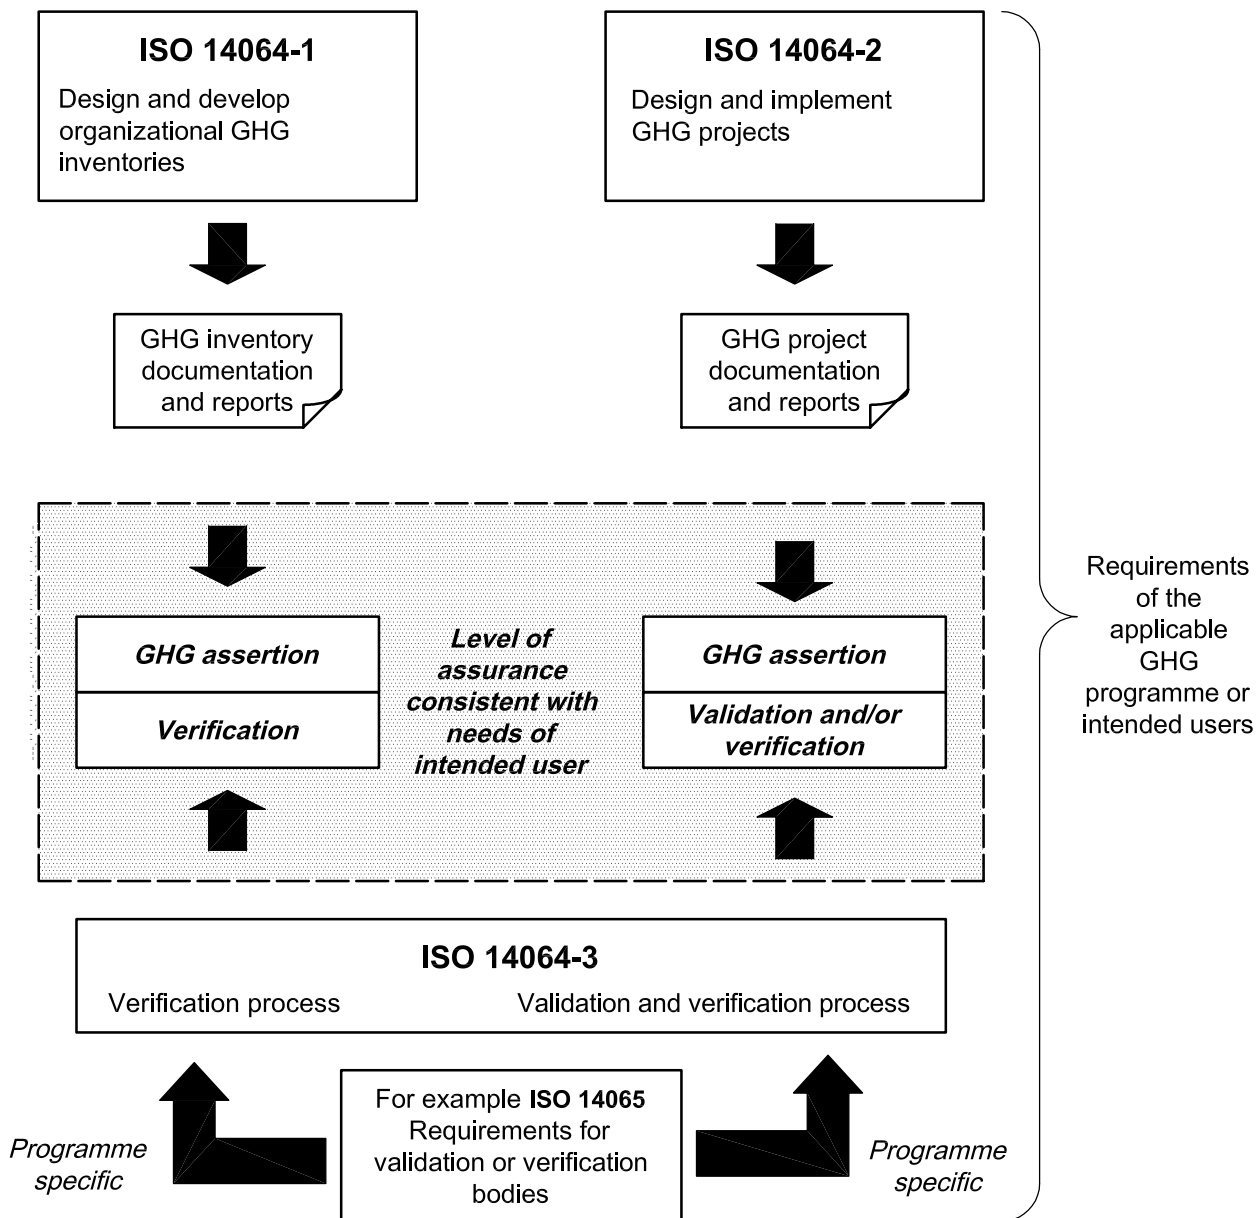 ISO 14064-1
Design and develop
organizational GHG
inventories
ISO 14064-2
Design and implement
GHG projects
GHG inventory
documentation
and reports
GHG project
documentation
and reports
GHG assertion
Verification
Level of
assurance
consistent with
needs of
intended user
GHG assertion
Validation and/or
verification
Requirements
of the
applicable
GHG
programme or
intended users
ISO 14064-3
Verification process
Validation and verification process
Programme
specific
For example ISO 14065
Requirements for
validation or verification
bodies
Programme
specific